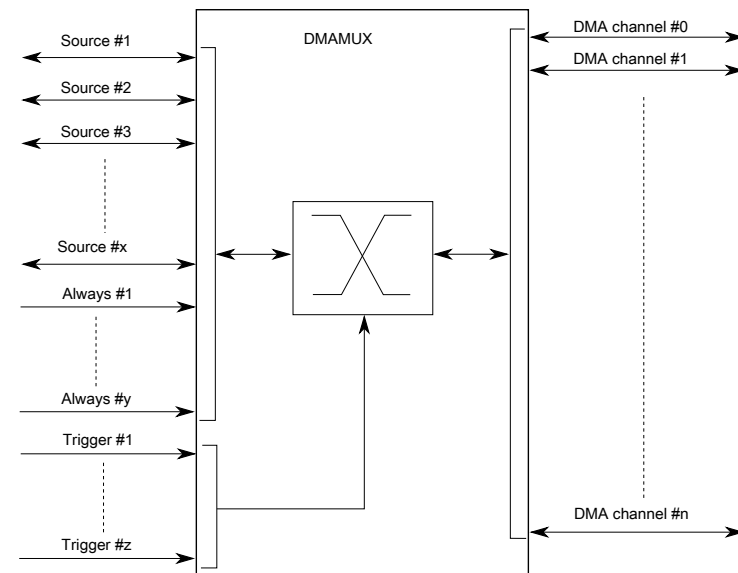 Source #1
Source #2
Source #3
Source #x
Always #1
Always #y
Trigger #1
Trigger #z
DMAMUX
DMA channel #0
DMA channel #1
DMA channel #n